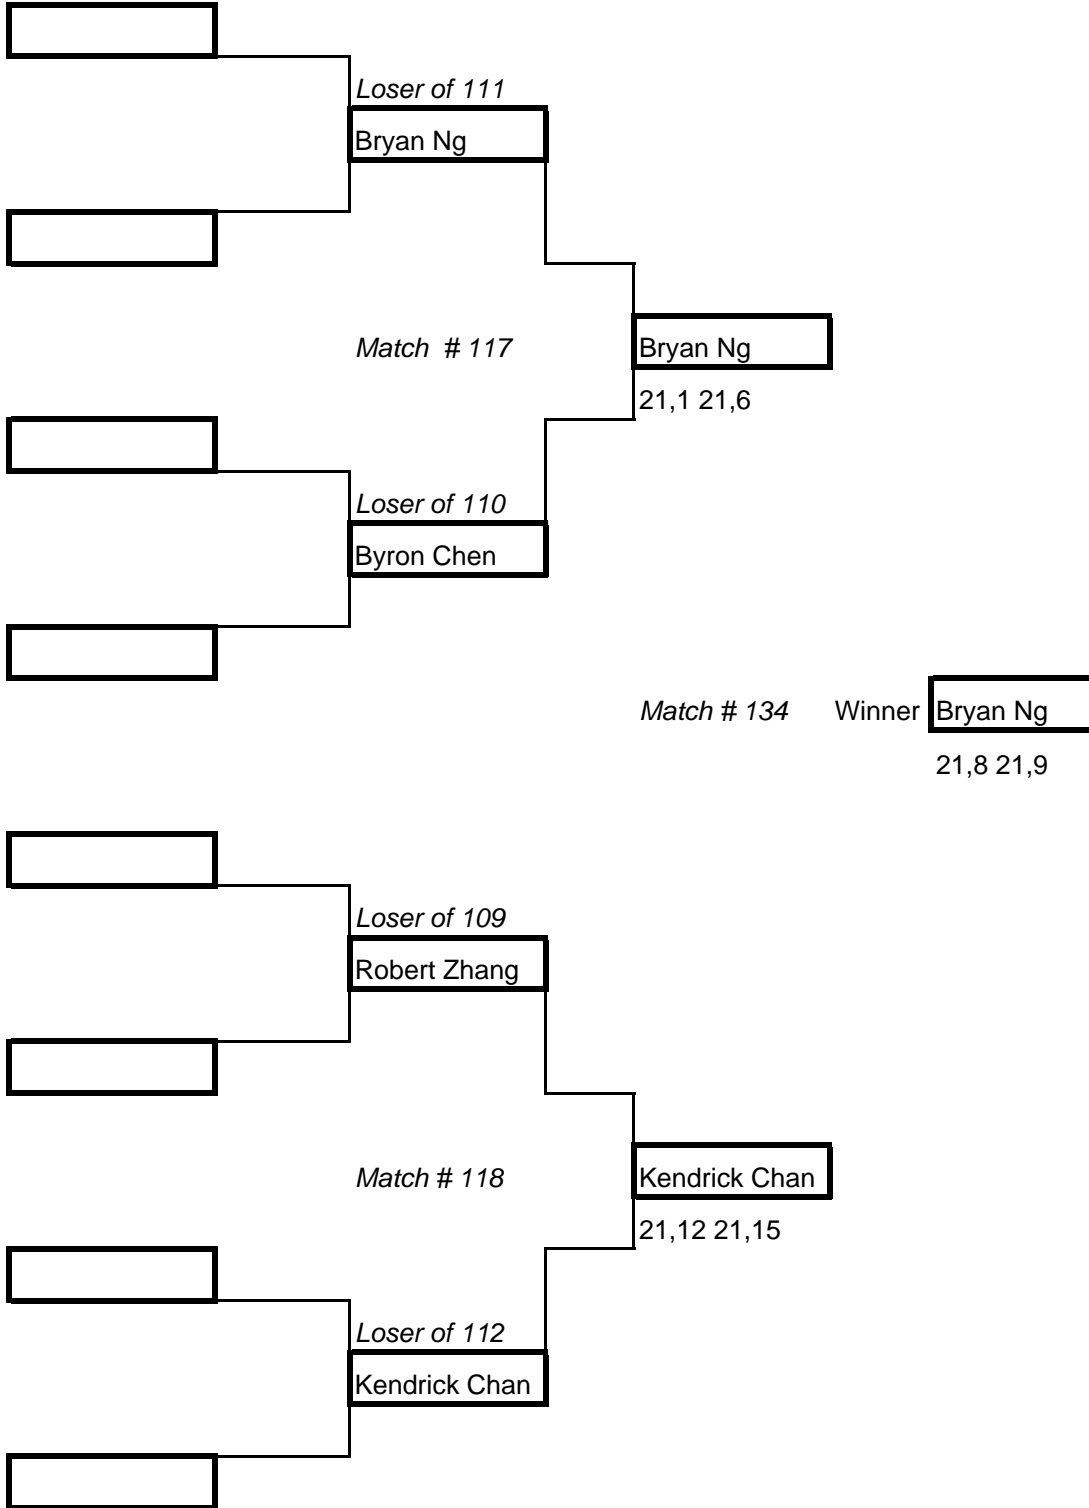 Loser of 111
Bryan Ng
Match # 117
Bryan Ng
21,1 21,6
Loser of 110
Byron Chen
Match # 134 Winner Bryan Ng
21,8 21,9
Loser of 109
Robert Zhang
Match # 118
Kendrick Chan
21,12 21,15
Loser of 112
Kendrick Chan